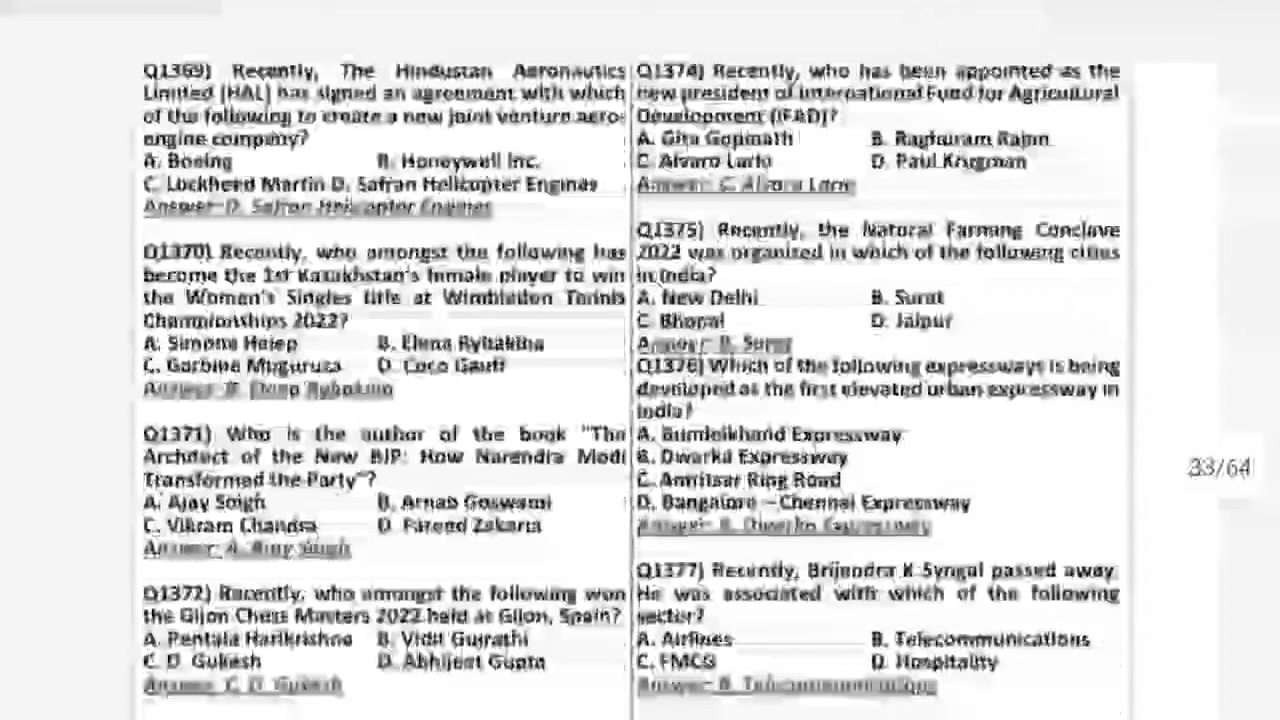 Q1369) Recently, The Hindustan Aeronautics
Limited (HAL) has signed an agreement with which
of the following to create a new joint venture aero-
engine company?
A. Boeing B. Honeywell Inc.
C. Lockheed Martin D. Safran Helicopter Engines
Answer: D. Safran Helicopter Engines
Q1370) Recently, who amongst the following has
become the 1st Kazakhstan's female player to win
the Women's Singles title at Wimbledon Tennis
Championships 2022?
A. Simona Halep B. Elena Rybakina
C. Garbine Muguruza D. Coco Gauff
Answer: B. Elena Rybakina
Q1371) Who is the author of the book "The
Architect of the New BJP: How Narendra Modi
Transformed the Party"?
A. Ajay Singh B. Arnab Goswami
C. Vikram Chandra D. Fareed Zakaria
Answer: A. Ajay Singh
Q1372) Recently, who amongst the following won
the Gijon Chess Masters 2022 held at Gijon, Spain?
A. Pentala Harikrishna B. Vidit Gujrathi
C. D. Gukesh D. Abhijeet Gupta
Answer: C. D. Gukesh
Q1374) Recently, who has been appointed as the
new president of International Fund for Agricultural
Development (IFAD)?
A. Gita Gopinath B. Raghuram Rajan
C. Alvaro Lario D. Paul Krugman
Answer: C. Alvaro Lario
Q1375) Recently, the Natural Farming Conclave
2022 was organized in which of the following cities
in India?
A. New Delhi B. Surat
C. Bhopal D. Jaipur
Answer: B. Surat
Q1376) Which of the following expressways is being
developed as the first elevated urban expressway in
India?
A. Bundelkhand Expressway
B. Dwarka Expressway
C. Amritsar Ring Road
D. Bangalore – Chennai Expressway
Answer: B. Dwarka Expressway
Q1377) Recently, Brijendra K Syngal passed away.
He was associated with which of the following
sector?
A. Airlines B. Telecommunications
C. FMCG D. Hospitality
Answer: B. Telecommunications
33/64